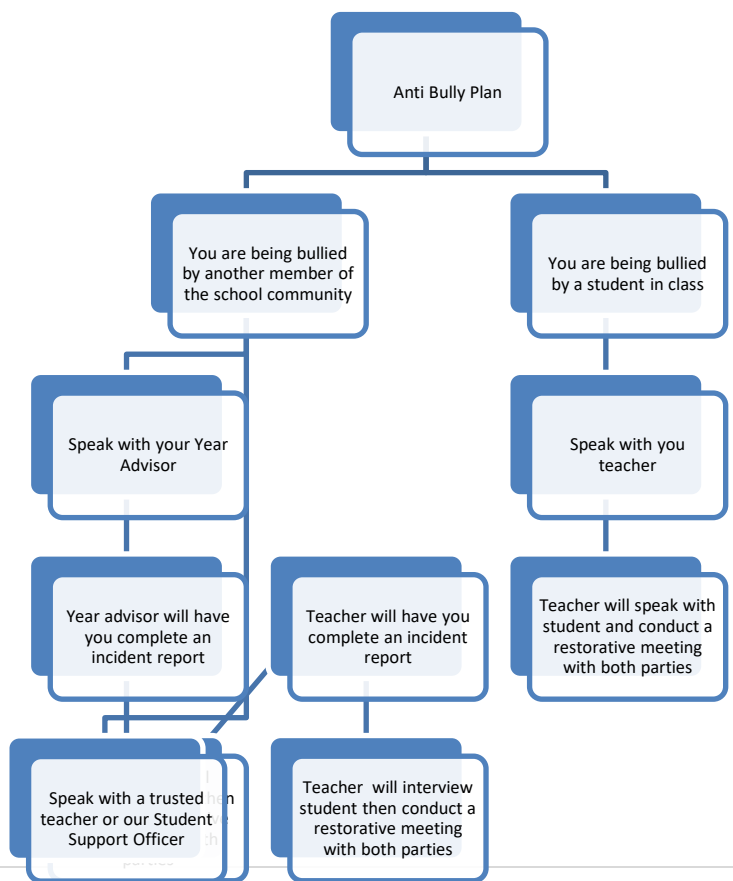 Anti Bully Plan
You are being bullied
by another member of
the school community
You are being bullied
by a student in class
Speak with your Year
Advisor
Speak with you
teacher
Year advisor will have
you complete an
incident report
Teacher will have you
complete an incident
report
Teacher will speak with
student and conduct a
restorative meeting
with both parties
Speak with a trusted
teacher or our Student
Support Officer
parties
Teacher  will interview
student then conduct a
restorative meeting
with both parties